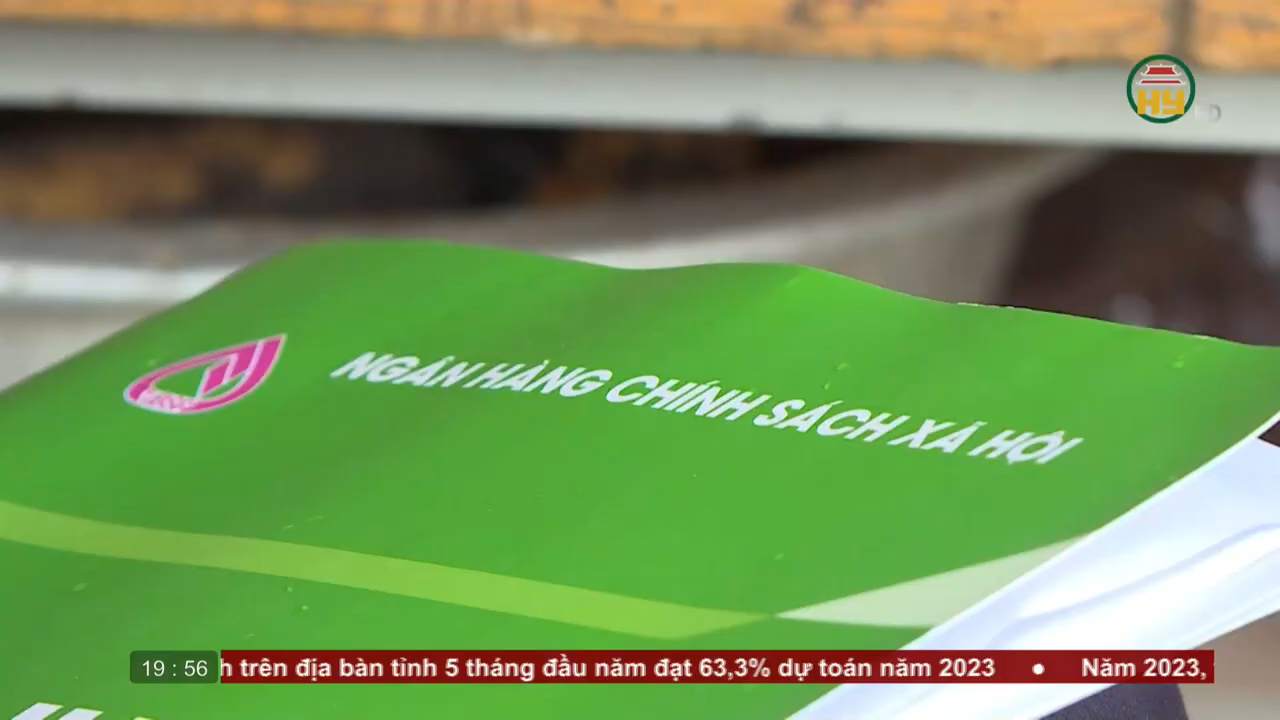 HY
NGÂN HÀNG CHÍNH SÁCH XÃ HỘI
19 : 56
trên địa bàn tỉnh 5 tháng đầu năm đạt 63,3% dự toán năm 2023 • Năm 2023,